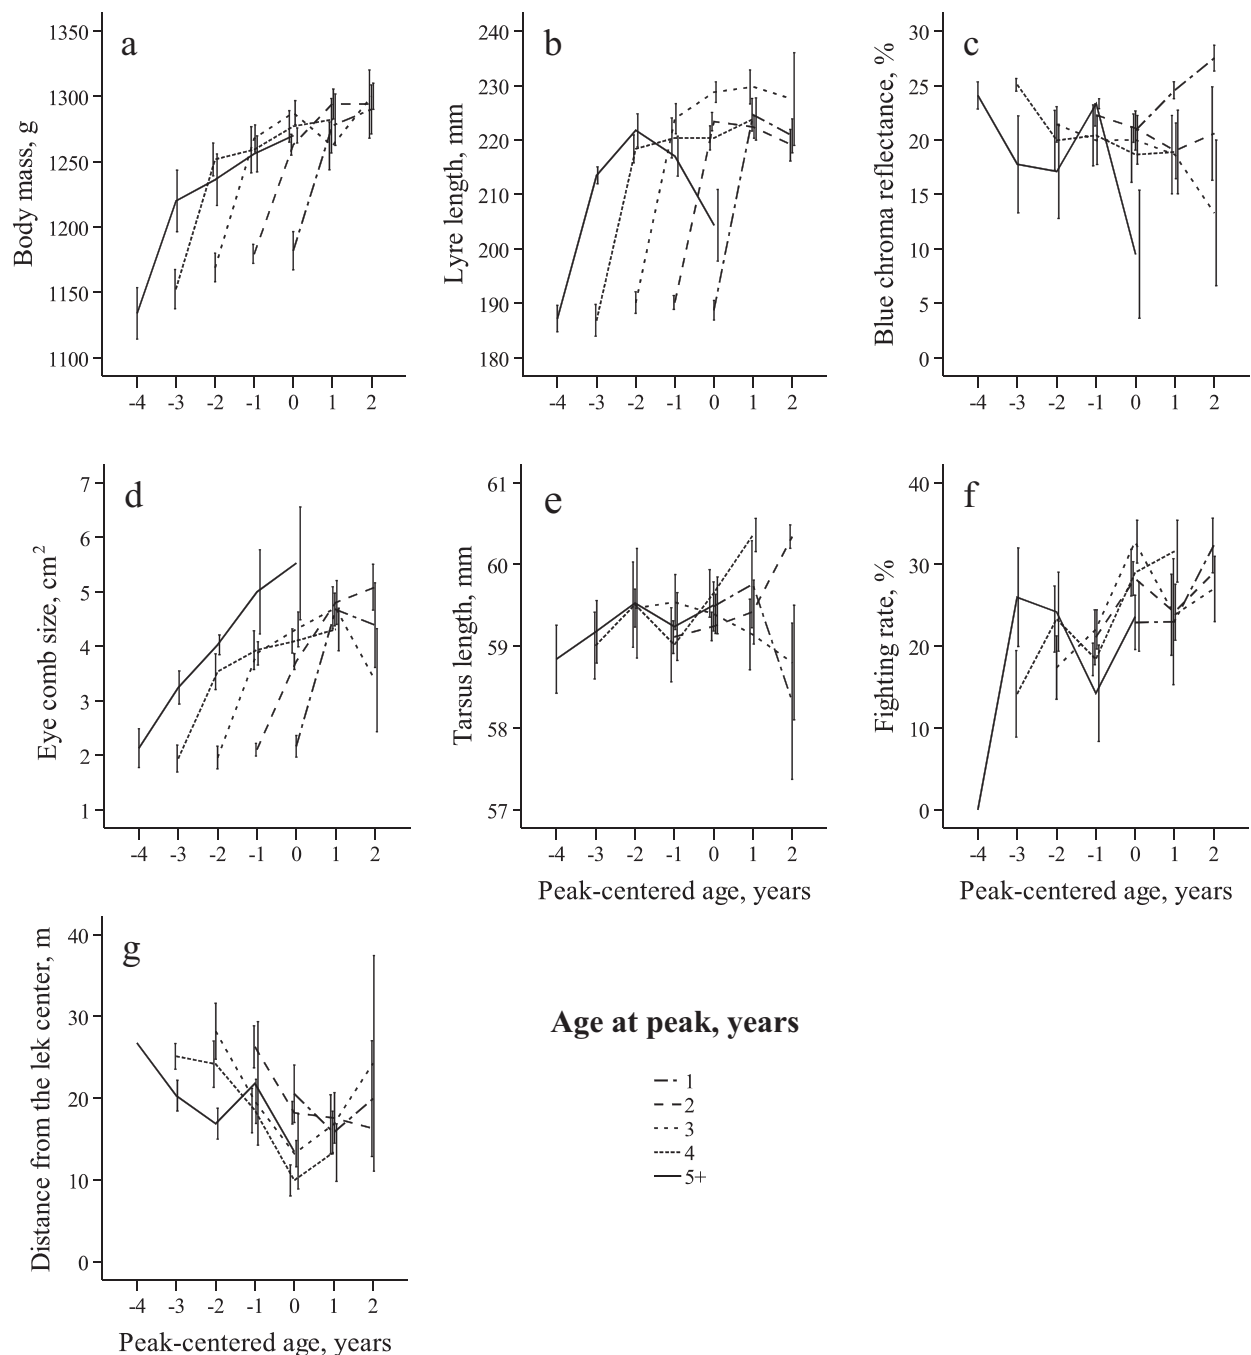 a
Body mass, g
1350
1300
1250
1200
1150
1100
-4 -3 -2 -1 0 1 2
b
Lyre length, mm
240
230
220
210
200
190
180
-4 -3 -2 -1 0 1 2
c
Blue chroma reflectance, %
30
25
20
15
10
5
0
-4 -3 -2 -1 0 1 2
d
Eye comb size, cm²
7
6
5
4
3
2
1
-4 -3 -2 -1 0 1 2
e
Tarsus length, mm
61
60
59
58
57
-4 -3 -2 -1 0 1 2
Peak-centered age, years
f
Fighting rate, %
40
30
20
10
0
-4 -3 -2 -1 0 1 2
Peak-centered age, years
g
Distance from the lek center, m
40
30
20
10
0
-4 -3 -2 -1 0 1 2
Peak-centered age, years
Age at peak, years
1
2
3
4
5+